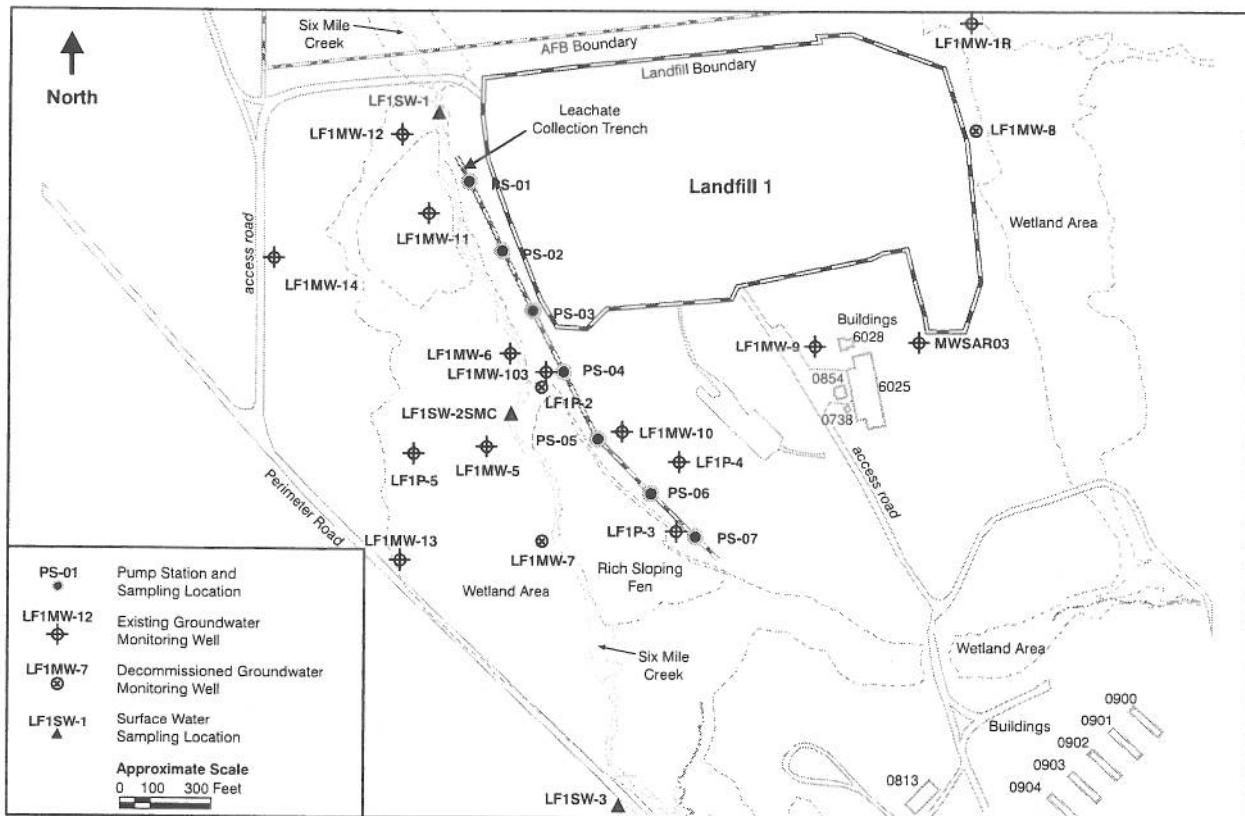 Six Mile
Creek
AFB Boundary
LF1MW-1R
North
Landfill Boundary
LF1SW-1
Leachate
Collection Trench
LF1MW-12
LF1MW-8
PS-01
Landfill 1
Wetland Area
LF1MW-11
access road
PS-02
LF1MW-14
PS-03
Buildings
6028
LF1MW-6
LF1MW-9
MWSAR03
LF1MW-103
PS-04
0854
6025
LF1P-2
LF1SW-2SMC
0738
PS-05
LF1MW-10
LF1P-5
LF1MW-5
LF1P-4
access road
Perimeter Road
PS-06
LF1P-3
PS-07
LF1MW-13
LF1MW-7
Rich Sloping
Fen
Wetland Area
Six Mile
Creek
Wetland Area
Buildings
0900
0901
0902
0903
0904
0813
LF1SW-3
PS-01
Pump Station and
Sampling Location
LF1MW-12
Existing Groundwater
Monitoring Well
LF1MW-7
Decommissioned Groundwater
Monitoring Well
LF1SW-1
Surface Water
Sampling Location
Approximate Scale
0 100 300 Feet